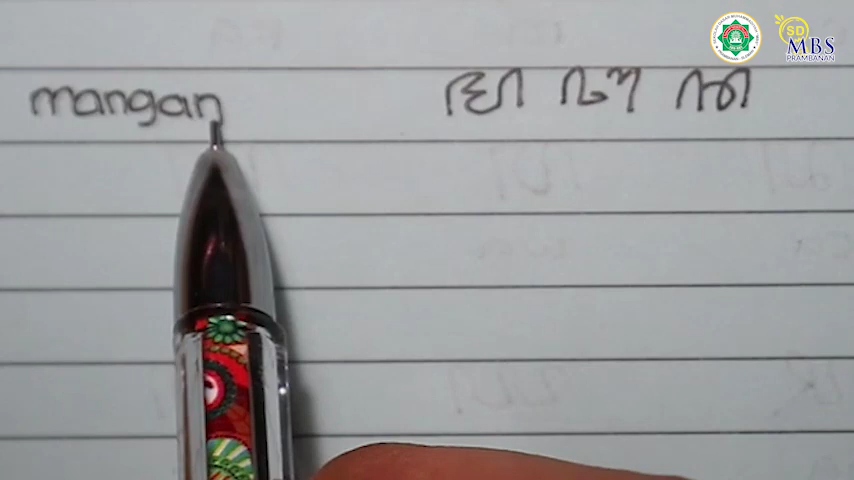 mangan ꦩ ꦔ ꦤ
SD
MBS
PRAMBANAN